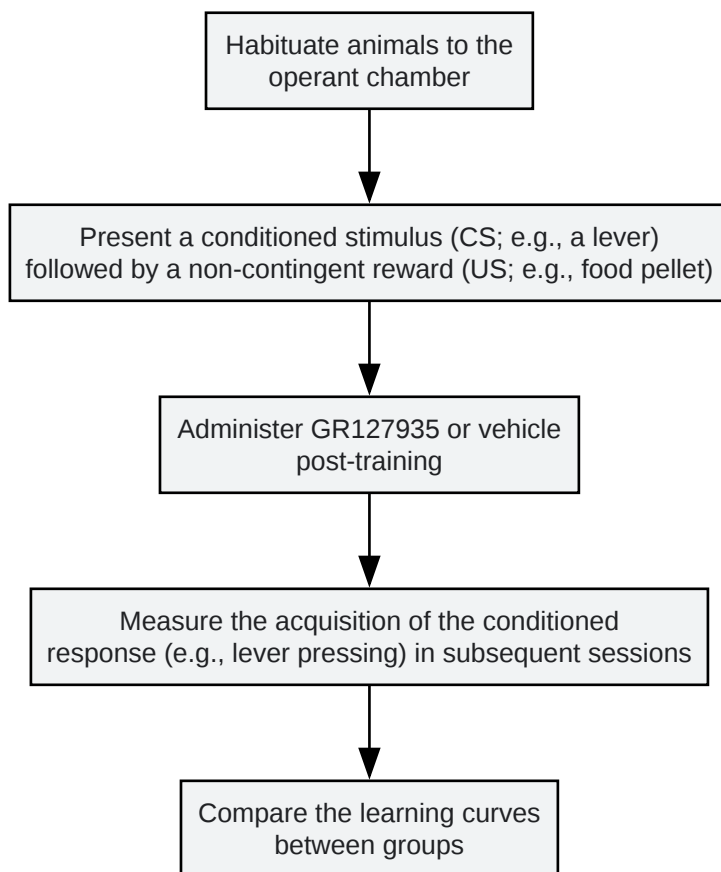 Habituate animals to the
operant chamber
Present a conditioned stimulus (CS; e.g., a lever)
followed by a non-contingent reward (US; e.g., food pellet)
Administer GR127935 or vehicle
post-training
Measure the acquisition of the conditioned
response (e.g., lever pressing) in subsequent sessions
Compare the learning curves
between groups